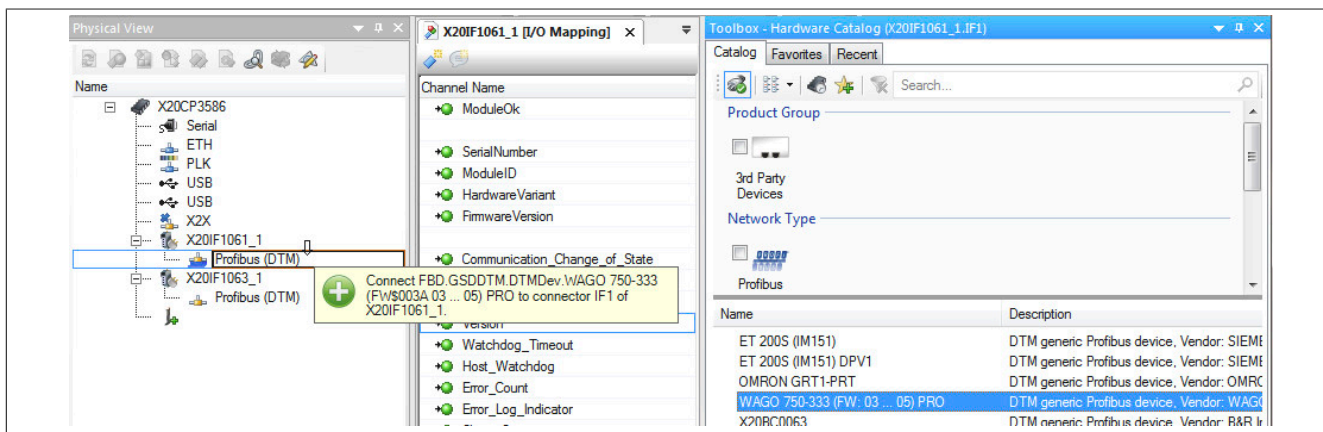 Physical View
Name
X20CP3586
Serial
ETH
PLK
USB
USB
X2X
X20IF1061_1
Profibus (DTM)
X20IF1063_1
Profibus (DTM)
Connect FBD.GSDDTM.DTMDev.WAGO 750-333
(FW$003A 03 ... 05) PRO to connector IF1 of
X20IF1061_1.
X20IF1061_1 [I/O Mapping]
Channel Name
ModuleOk
SerialNumber
ModuleID
HardwareVariant
FirmwareVersion
Communication_Change_of_State
Version
Watchdog_Timeout
Host_Watchdog
Error_Count
Error_Log_Indicator
Toolbox - Hardware Catalog (X20IF1061_1.IF1)
Catalog Favorites Recent
Search...
Product Group
3rd Party
Devices
Network Type
Profibus
Name Description
ET 200S (IM151) DTM generic Profibus device, Vendor: SIEME
ET 200S (IM151) DPV1 DTM generic Profibus device, Vendor: SIEME
OMRON GRT1-PRT DTM generic Profibus device, Vendor: OMRO
WAGO 750-333 (FW: 03 ... 05) PRO DTM generic Profibus device, Vendor: WAGO
X20BC0063 DTM generic Profibus device, Vendor: B&R